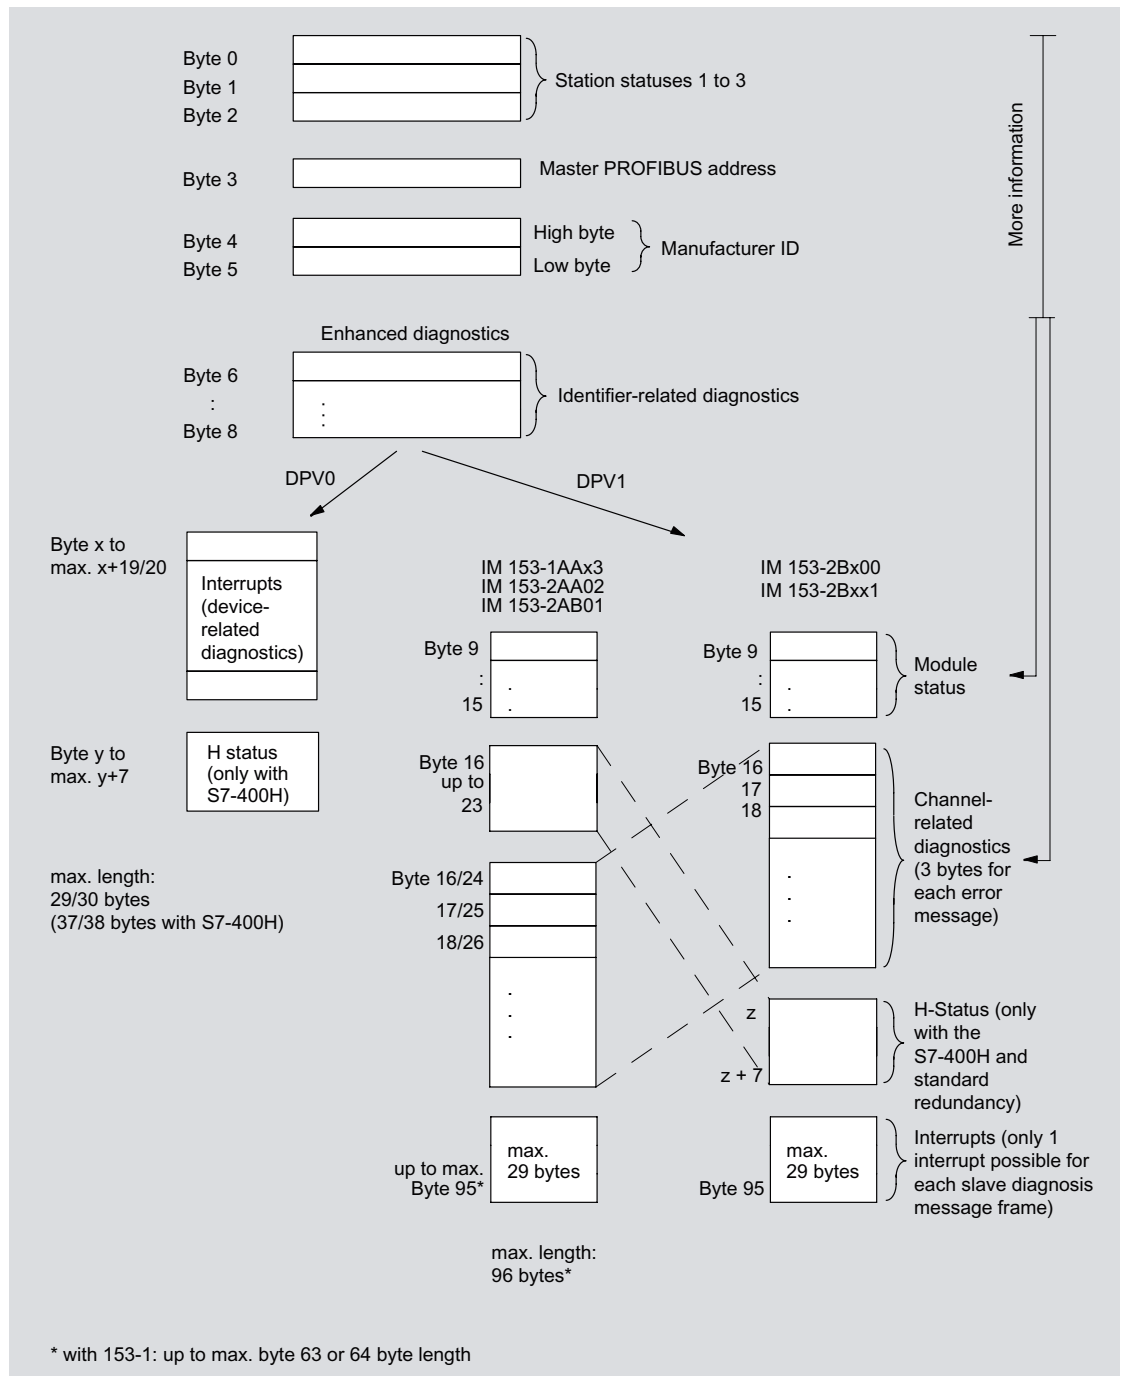 Byte 0
Byte 1
Byte 2
Station statuses 1 to 3
More information
Byte 3
Master PROFIBUS address
Byte 4
Byte 5
High byte
Low byte
Manufacturer ID
Enhanced diagnostics
Byte 6
:
Byte 8
Identifier-related diagnostics
DPV0
DPV1
Byte x to
max. x+19/20
Interrupts
(device-
related
diagnostics)
Byte y to
max. y+7
H status
(only with
S7-400H)
max. length:
29/30 bytes
(37/38 bytes with S7-400H)
IM 153-1AAx3
IM 153-2AA02
IM 153-2AB01
Byte 9
:
15
Byte 16
up to
23
Byte 16/24
17/25
18/26
up to max.
Byte 95*
max.
29 bytes
max. length:
96 bytes*
IM 153-2Bx00
IM 153-2Bxx1
Byte 9
:
15
Module
status
Byte 16
17
18
Channel-
related
diagnostics
(3 bytes for
each error
message)
z
z + 7
H-Status (only
with the
S7-400H and
standard
redundancy)
Byte 95
max.
29 bytes
Interrupts (only 1
interrupt possible for
each slave diagnosis
message frame)
* with 153-1: up to max. byte 63 or 64 byte length